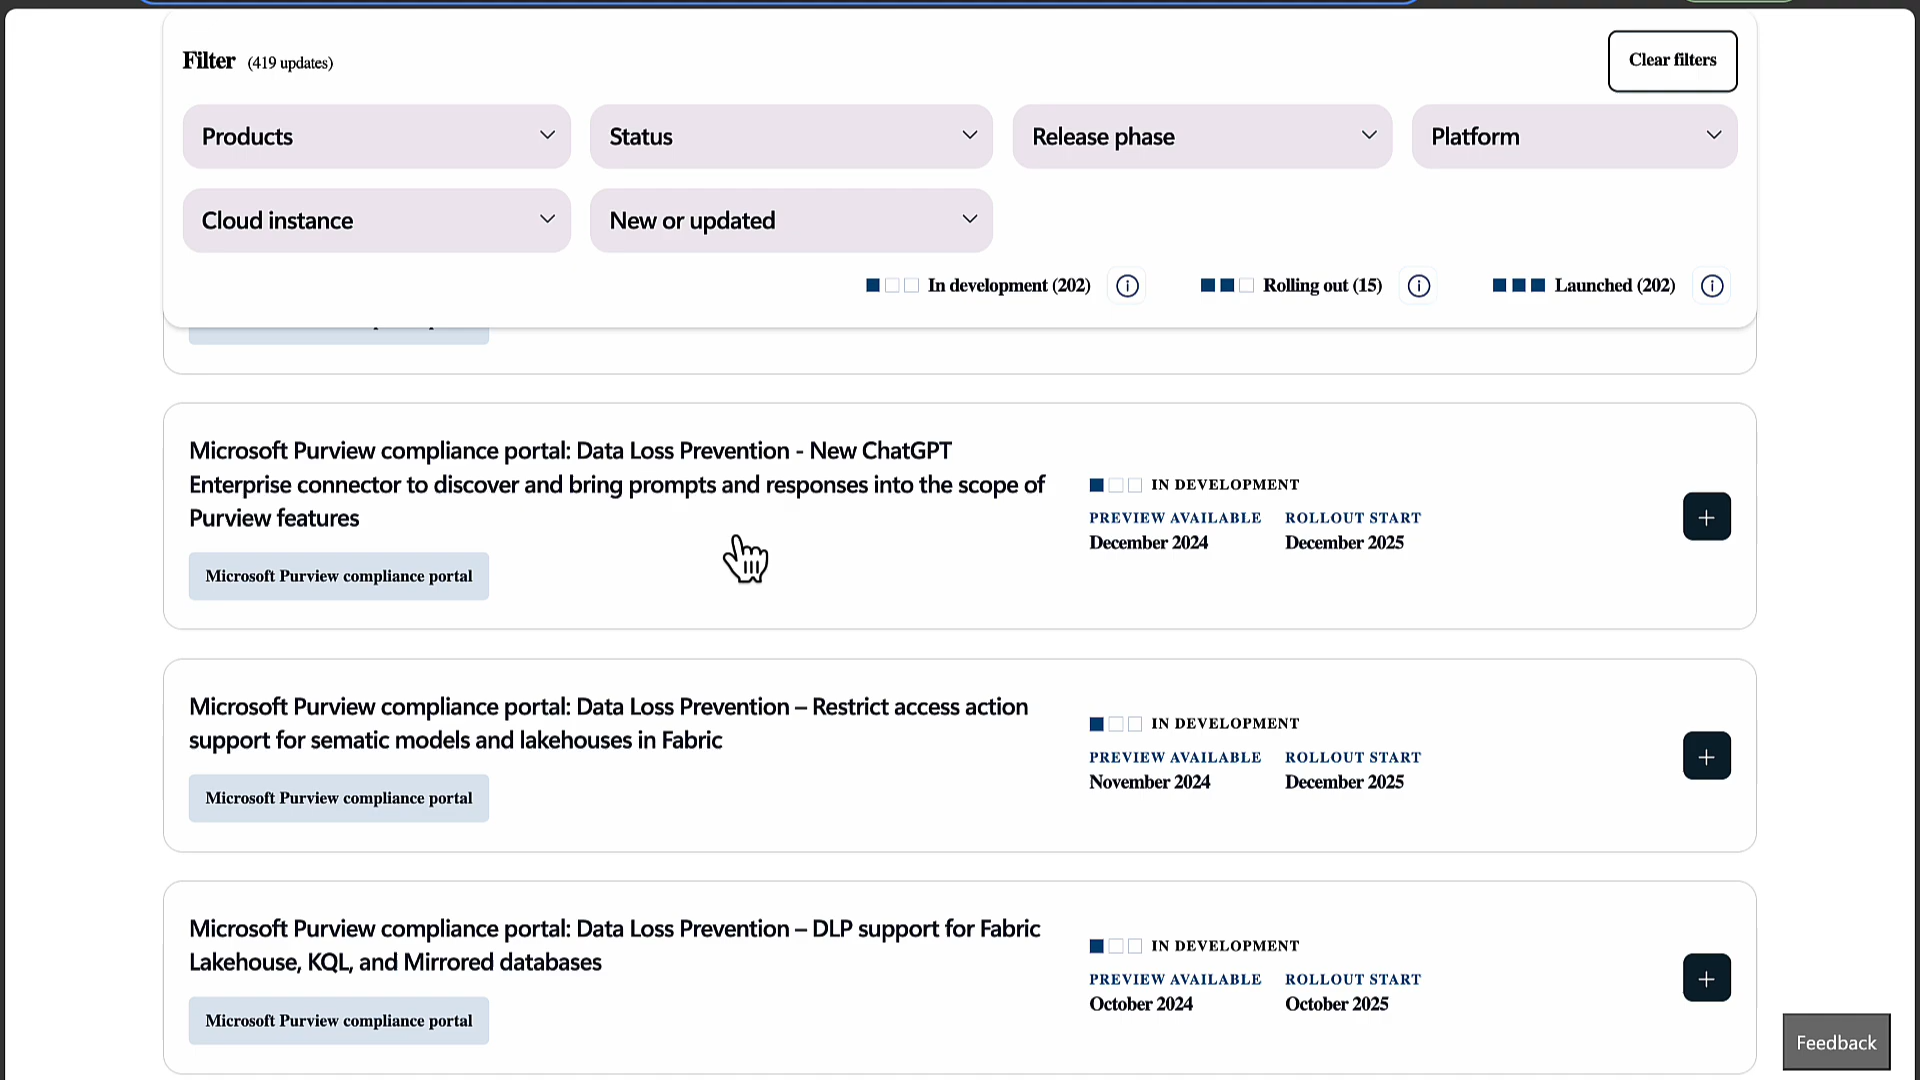 Filter (419 updates)
Clear filters
Products
Status
Release phase
Platform
Cloud instance
New or updated
In development (202)
Rolling out (15)
Launched (202)
Microsoft Purview compliance portal: Data Loss Prevention - New ChatGPT
Enterprise connector to discover and bring prompts and responses into the scope of
Purview features
Microsoft Purview compliance portal
IN DEVELOPMENT
PREVIEW AVAILABLE ROLLOUT START
December 2024 December 2025
Microsoft Purview compliance portal: Data Loss Prevention – Restrict access action
support for sematic models and lakehouses in Fabric
Microsoft Purview compliance portal
IN DEVELOPMENT
PREVIEW AVAILABLE ROLLOUT START
November 2024 December 2025
Microsoft Purview compliance portal: Data Loss Prevention – DLP support for Fabric
Lakehouse, KQL, and Mirrored databases
Microsoft Purview compliance portal
IN DEVELOPMENT
PREVIEW AVAILABLE ROLLOUT START
October 2024 October 2025
Feedback